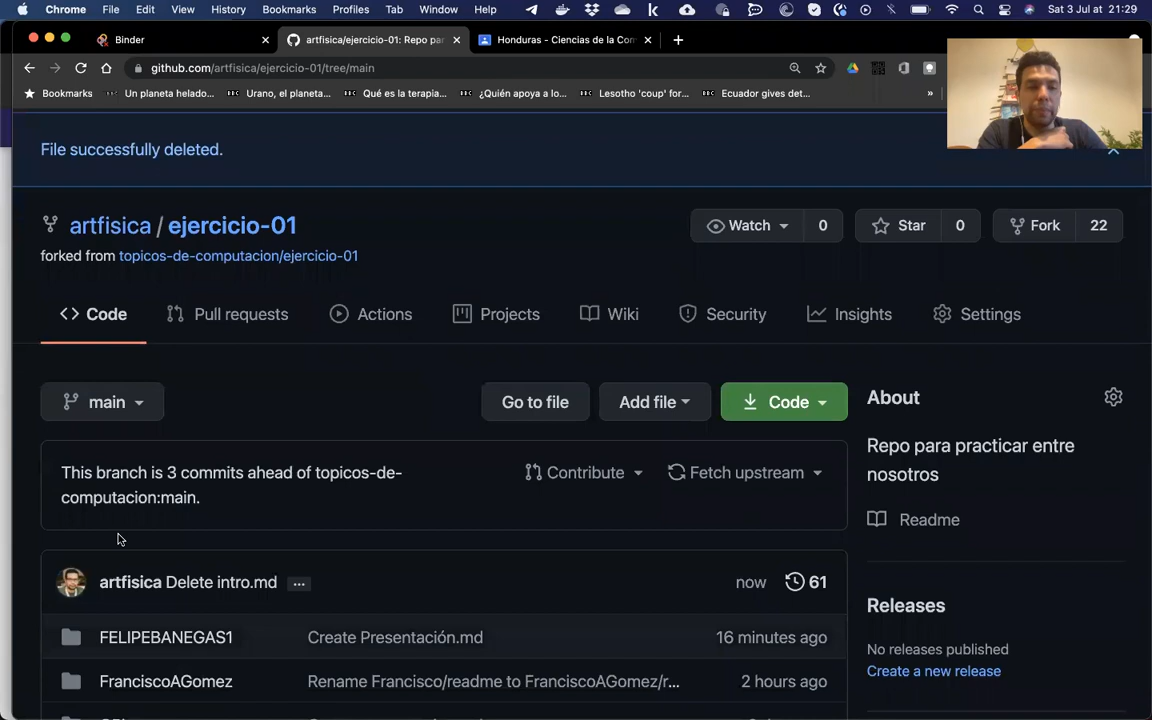 Chrome File Edit View History Bookmarks Profiles Tab Window Help Sat 3 Jul at 21:29
Binder
artfisica/ejercicio-01: Repo par
Honduras - Ciencias de la Com
github.com/artfisica/ejercicio-01/tree/main
Bookmarks Un planeta helado... Urano, el planeta... Qué es la terapia... ¿Quién apoya a lo... Lesotho 'coup' for... Ecuador gives det... »
File successfully deleted.
artfisica / ejercicio-01
Watch 0 Star 0 Fork 22
forked from topicos-de-computacion/ejercicio-01
Code Pull requests Actions Projects Wiki Security Insights Settings
main Go to file Add file Code
About
This branch is 3 commits ahead of topicos-de-
computacion:main.
Contribute Fetch upstream
Repo para practicar entre
nosotros
Readme
artfisica Delete intro.md ... now 61
Releases
FELIPEBANEGAS1 Create Presentación.md 16 minutes ago
No releases published
Create a new release
FranciscoAGomez Rename Francisco/readme to FranciscoAGomez/r... 2 hours ago